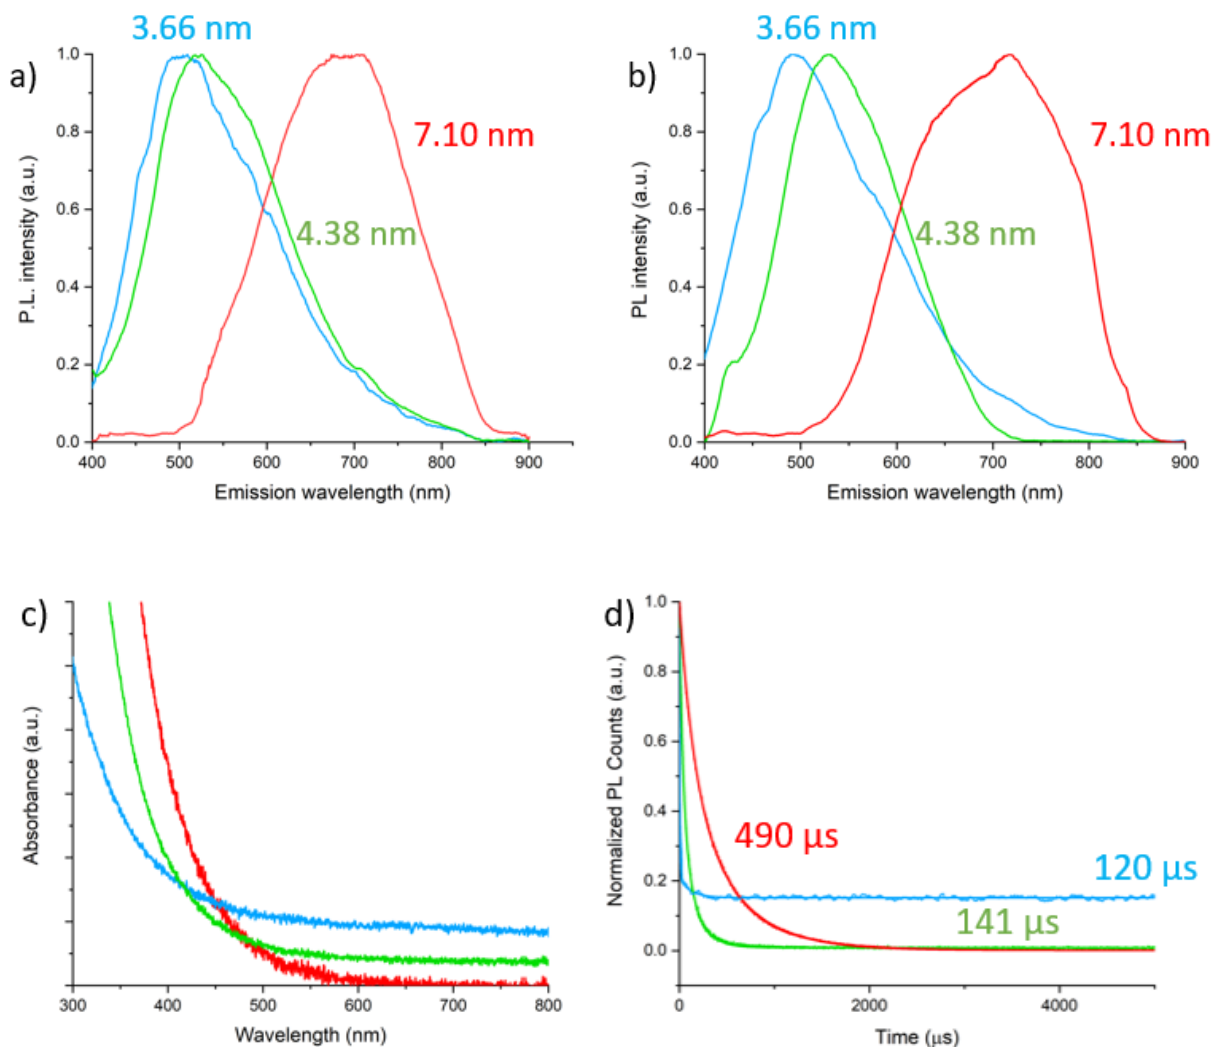 a)
3.66 nm
7.10 nm
4.38 nm
P.L. intensity (a.u.)
1.0
0.8
0.6
0.4
0.2
0.0
400 500 600 700 800 900
Emission wavelength (nm)
b)
3.66 nm
7.10 nm
4.38 nm
PL intensity (a.u.)
1.0
0.8
0.6
0.4
0.2
0.0
400 500 600 700 800 900
Emission wavelength (nm)
c)
Absorbance (a.u.)
300 400 500 600 700 800
Wavelength (nm)
d)
490 µs
120 µs
141 µs
Normalized PL Counts (a.u.)
1.0
0.8
0.6
0.4
0.2
0.0
0 2000 4000
Time (µs)